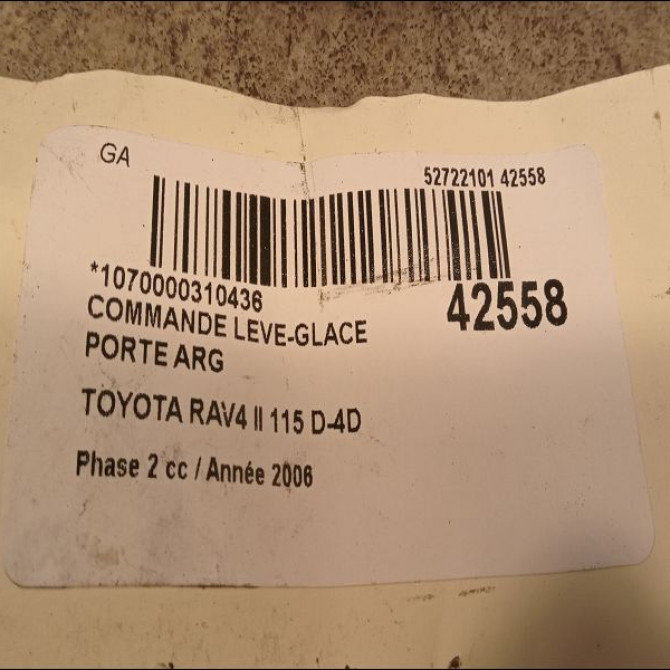 GA
52722101 42558
*1070000310436
42558
COMMANDE LEVE-GLACE
PORTE ARG
TOYOTA RAV4 II 115 D-4D
Phase 2 cc / Année 2006